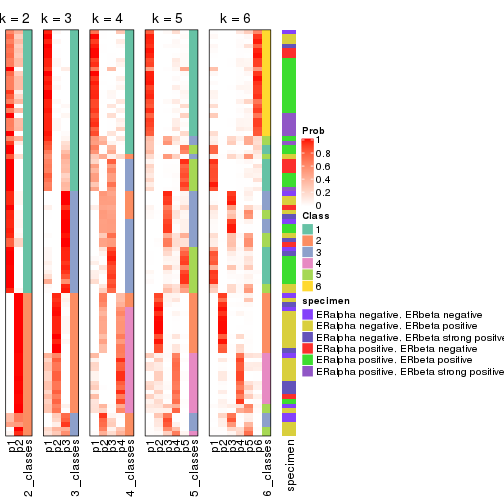 k = 2
k = 3
k = 4
k = 5
k = 6
Prob
1
0.8
0.6
0.4
0.2
0
Class
1
2
3
4
5
6
specimen
ERalpha negative. ERbeta negative
ERalpha negative. ERbeta positive
ERalpha negative. ERbeta strong positive
ERalpha positive. ERbeta negative
ERalpha positive. ERbeta positive
ERalpha positive. ERbeta strong positive
p1
p2
2_classes
p1
p2
p3
3_classes
p1
p2
p3
p4
4_classes
p1
p2
p3
p4
p5
5_classes
p1
p2
p3
p4
p5
p6
6_classes
specimen